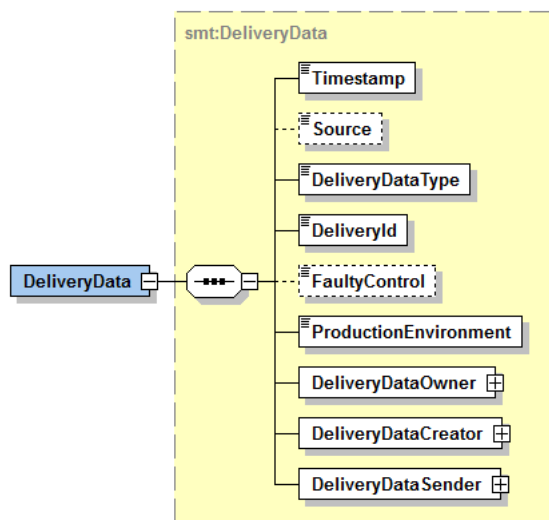 smt:DeliveryData
Timestamp
Source
DeliveryDataType
DeliveryId
DeliveryData
FaultyControl
ProductionEnvironment
DeliveryDataOwner
DeliveryDataCreator
DeliveryDataSender